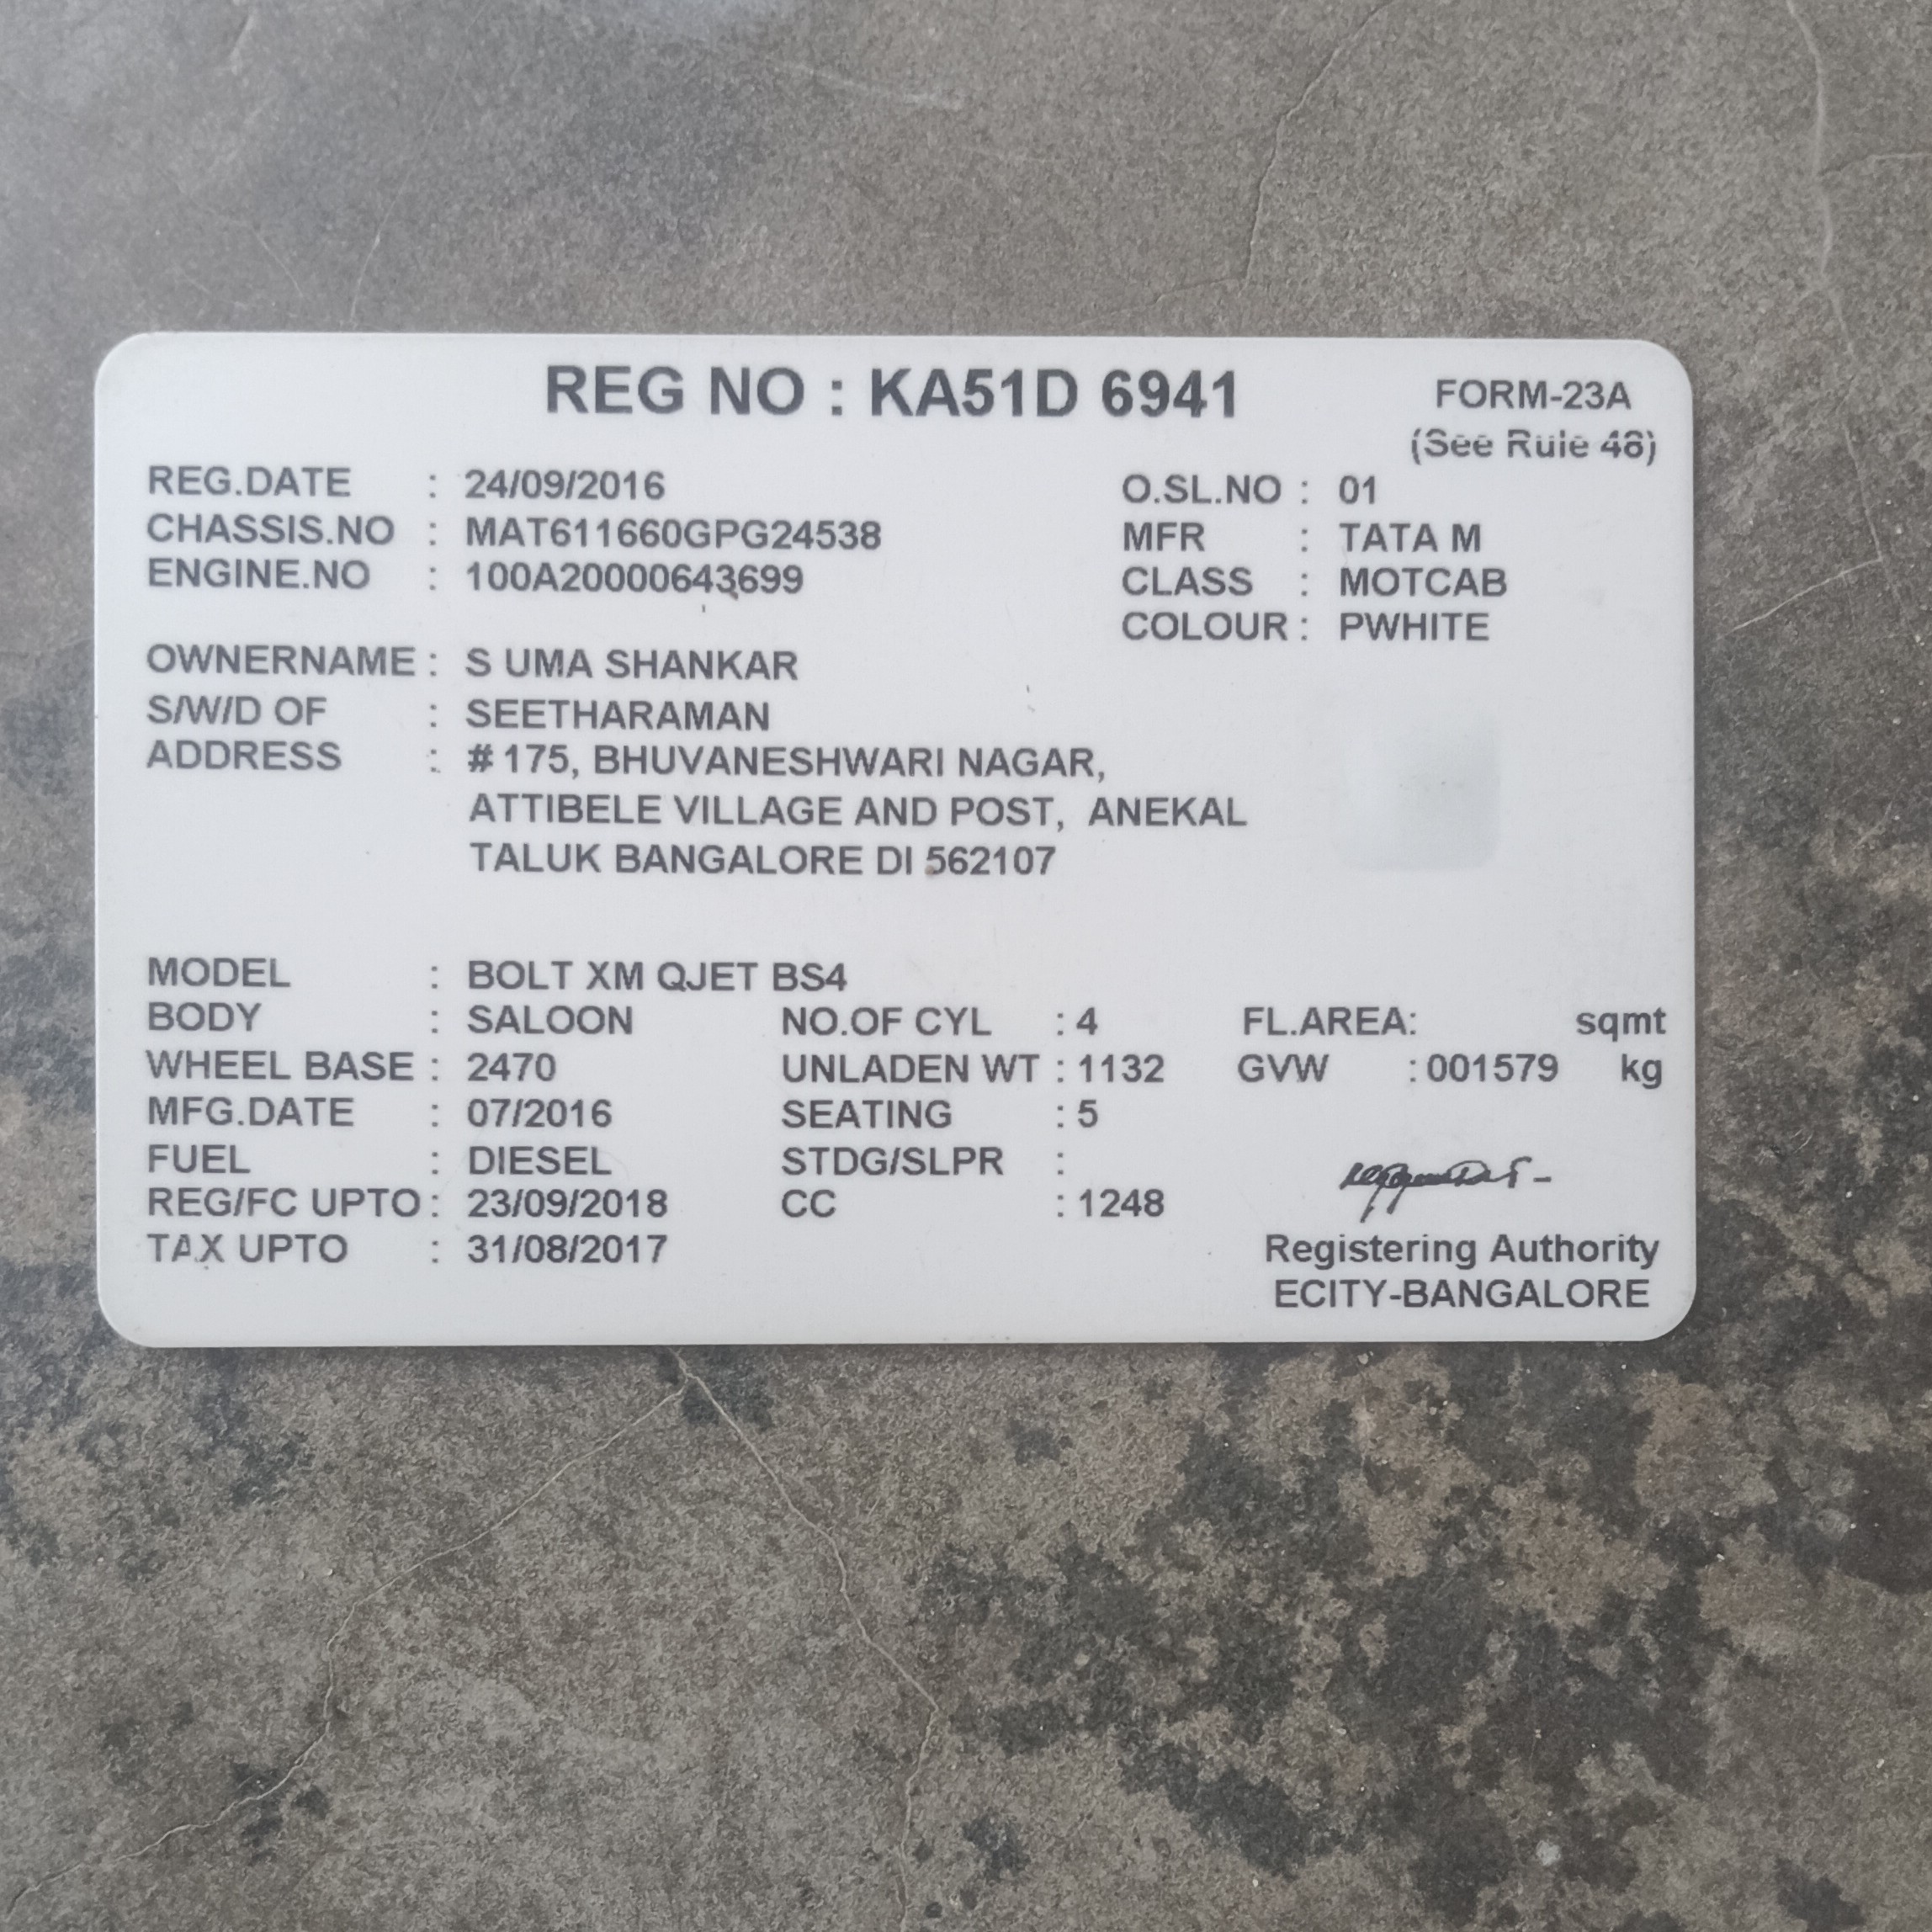 REG NO : KA51D 6941
FORM-23A
(See Rule 48)
REG.DATE : 24/09/2016
O.SL.NO : 01
CHASSIS.NO : MAT611660GPG24538
MFR : TATA M
ENGINE.NO : 100A20000643699
CLASS : MOTCAB
COLOUR : PWHITE
OWNERNAME : S UMA SHANKAR
S/W/D OF : SEETHARAMAN
ADDRESS : # 175, BHUVANESHWARI NAGAR,
ATTIBELE VILLAGE AND POST, ANEKAL
TALUK BANGALORE DI 562107
MODEL : BOLT XM QJET BS4
BODY : SALOON NO.OF CYL : 4 FL.AREA: sqmt
WHEEL BASE : 2470 UNLADEN WT : 1132 GVW : 001579 kg
MFG.DATE : 07/2016 SEATING : 5
FUEL : DIESEL STDG/SLPR :
REG/FC UPTO : 23/09/2018 CC : 1248
TAX UPTO : 31/08/2017
Registering Authority
ECITY-BANGALORE